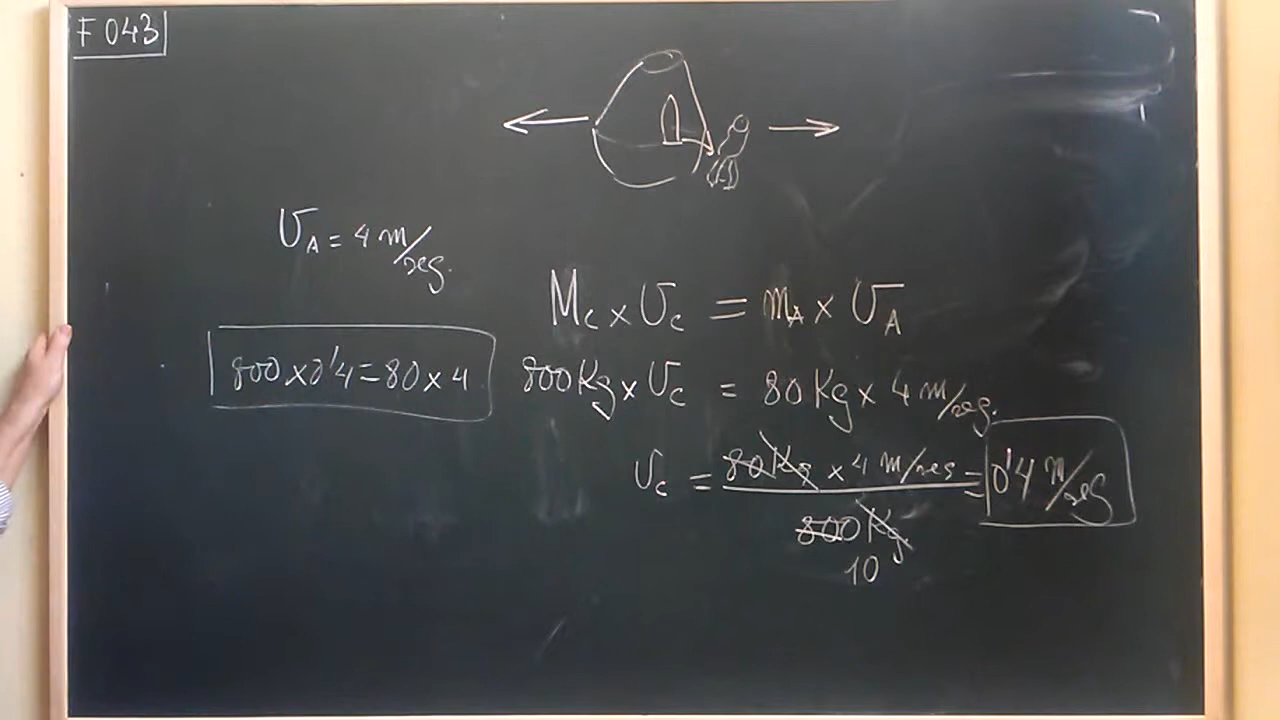 F 043
V_A = 4 m/seg.
M_C x V_C = m_A x V_A
800 x 0'4 = 80 x 4
800 Kg x V_C = 80 Kg x 4 m/seg.
V_C = 80 Kg x 4 m/seg / 800 Kg = 0'4 m/seg
10